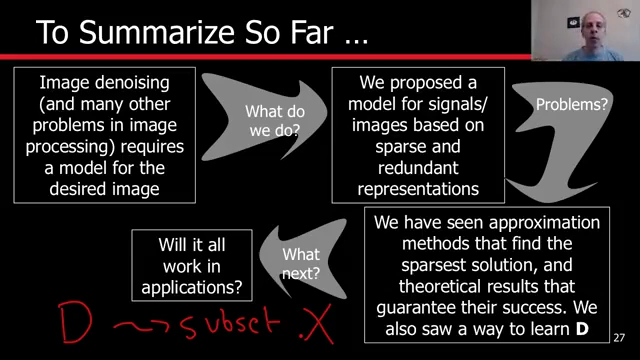 To Summarize So Far …
Image denoising
(and many other
problems in image
processing) requires
a model for the
desired image
What do
we do?
We proposed a
model for signals/
images based on
sparse and
redundant
representations
Problems?
We have seen approximation
methods that find the
sparsest solution, and
theoretical results that
guarantee their success. We
also saw a way to learn D
What
next?
Will it all
work in
applications?
D ⇝ subset . X
27